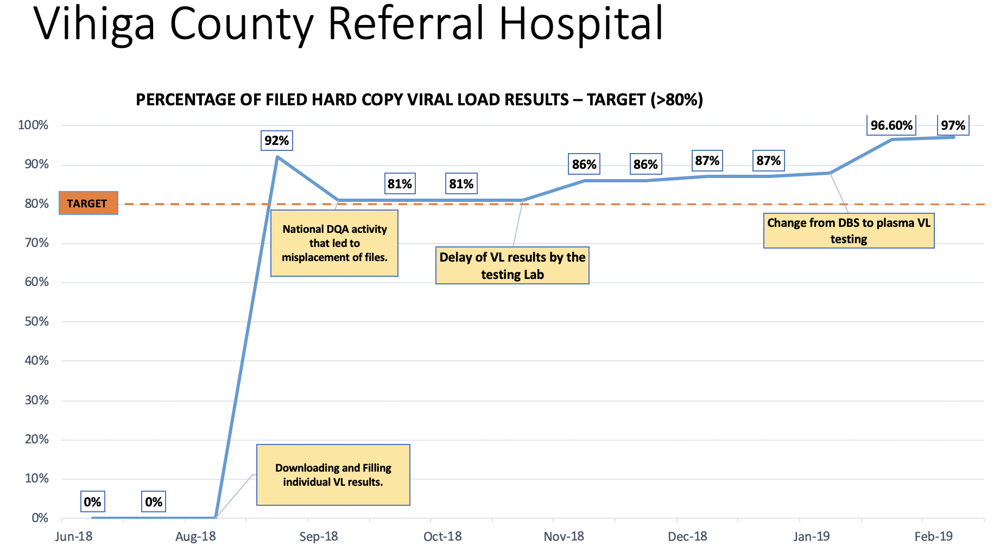 Vihiga County Referral Hospital
PERCENTAGE OF FILED HARD COPY VIRAL LOAD RESULTS – TARGET (>80%)
100%
90%
80%
70%
60%
50%
40%
30%
20%
10%
0%
TARGET
0%
0%
92%
81%
81%
86%
86%
87%
87%
96.60%
97%
National DQA activity
that led to
misplacement of files.
Delay of VL results by the
testing Lab
Change from DBS to plasma VL
testing
Downloading and Filling
individual VL results.
Jun-18
Aug-18
Sep-18
Oct-18
Nov-18
Dec-18
Jan-19
Feb-19